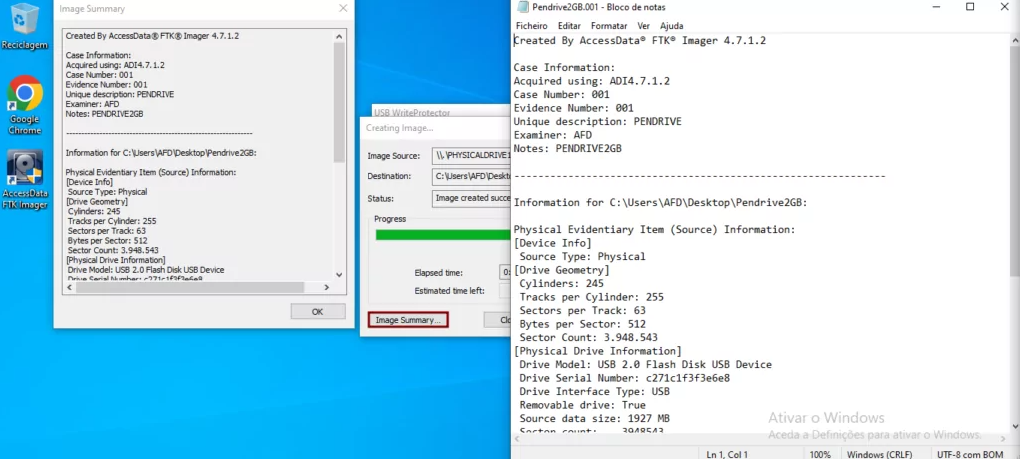 Reciclagem
Google
Chrome
AccessData
FTK Imager
Image Summary
Created By AccessData® FTK® Imager 4.7.1.2
Case Information:
Acquired using: ADI4.7.1.2
Case Number: 001
Evidence Number: 001
Unique description: PENDRIVE
Examiner: AFD
Notes: PENDRIVE2GB
--------------------------------------------------------------
Information for C:\Users\AFD\Desktop\Pendrive2GB:
Physical Evidentiary Item (Source) Information:
[Device Info]
Source Type: Physical
[Drive Geometry]
Cylinders: 245
Tracks per Cylinder: 255
Sectors per Track: 63
Bytes per Sector: 512
Sector Count: 3.948.543
[Physical Drive Information]
Drive Model: USB 2.0 Flash Disk USB Device
Drive Serial Number: c271c1f3f3e6e8
OK
USB WriteProtector
Creating Image...
Image Source: \\.\PHYSICALDRIVE1
Destination: C:\Users\AFD\Deskto
Status: Image created succe
Progress
Elapsed time: 0:
Estimated time left:
Image Summary... Clo
Pendrive2GB.001 - Bloco de notas
Ficheiro Editar Formatar Ver Ajuda
Created By AccessData® FTK® Imager 4.7.1.2
Case Information:
Acquired using: ADI4.7.1.2
Case Number: 001
Evidence Number: 001
Unique description: PENDRIVE
Examiner: AFD
Notes: PENDRIVE2GB
--------------------------------------------------------------
Information for C:\Users\AFD\Desktop\Pendrive2GB:
Physical Evidentiary Item (Source) Information:
[Device Info]
Source Type: Physical
[Drive Geometry]
Cylinders: 245
Tracks per Cylinder: 255
Sectors per Track: 63
Bytes per Sector: 512
Sector Count: 3.948.543
[Physical Drive Information]
Drive Model: USB 2.0 Flash Disk USB Device
Drive Serial Number: c271c1f3f3e6e8
Drive Interface Type: USB
Removable drive: True
Source data size: 1927 MB
Sector count: 3948543
Ativar o Windows
Aceda a Definições para ativar o Windows.
Ln 1, Col 1 100% Windows (CRLF) UTF-8 com BOM